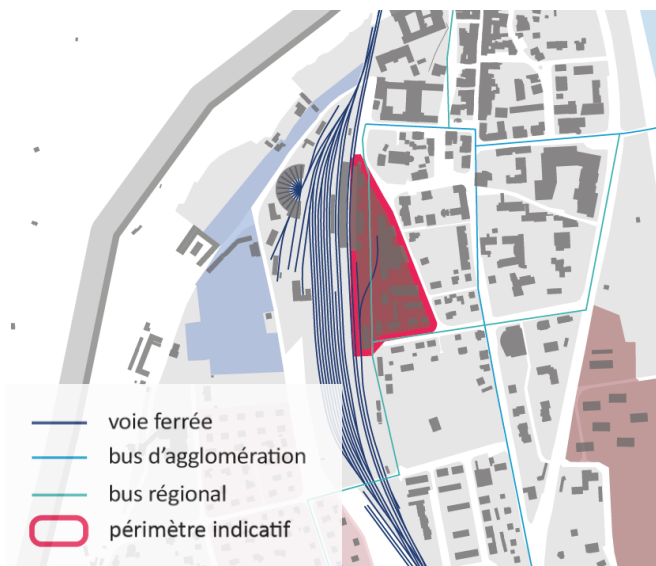 voie ferrée
bus d’agglomération
bus régional
périmètre indicatif